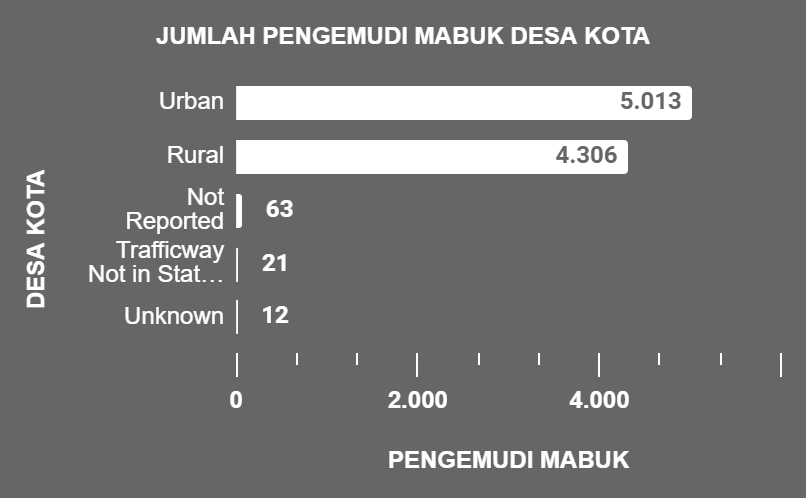 JUMLAH PENGEMUDI MABUK DESA KOTA
DESA KOTA
Urban
5.013
Rural
4.306
Not
Reported
63
Trafficway
Not in Stat…
21
Unknown
12
0
2.000
4.000
PENGEMUDI MABUK